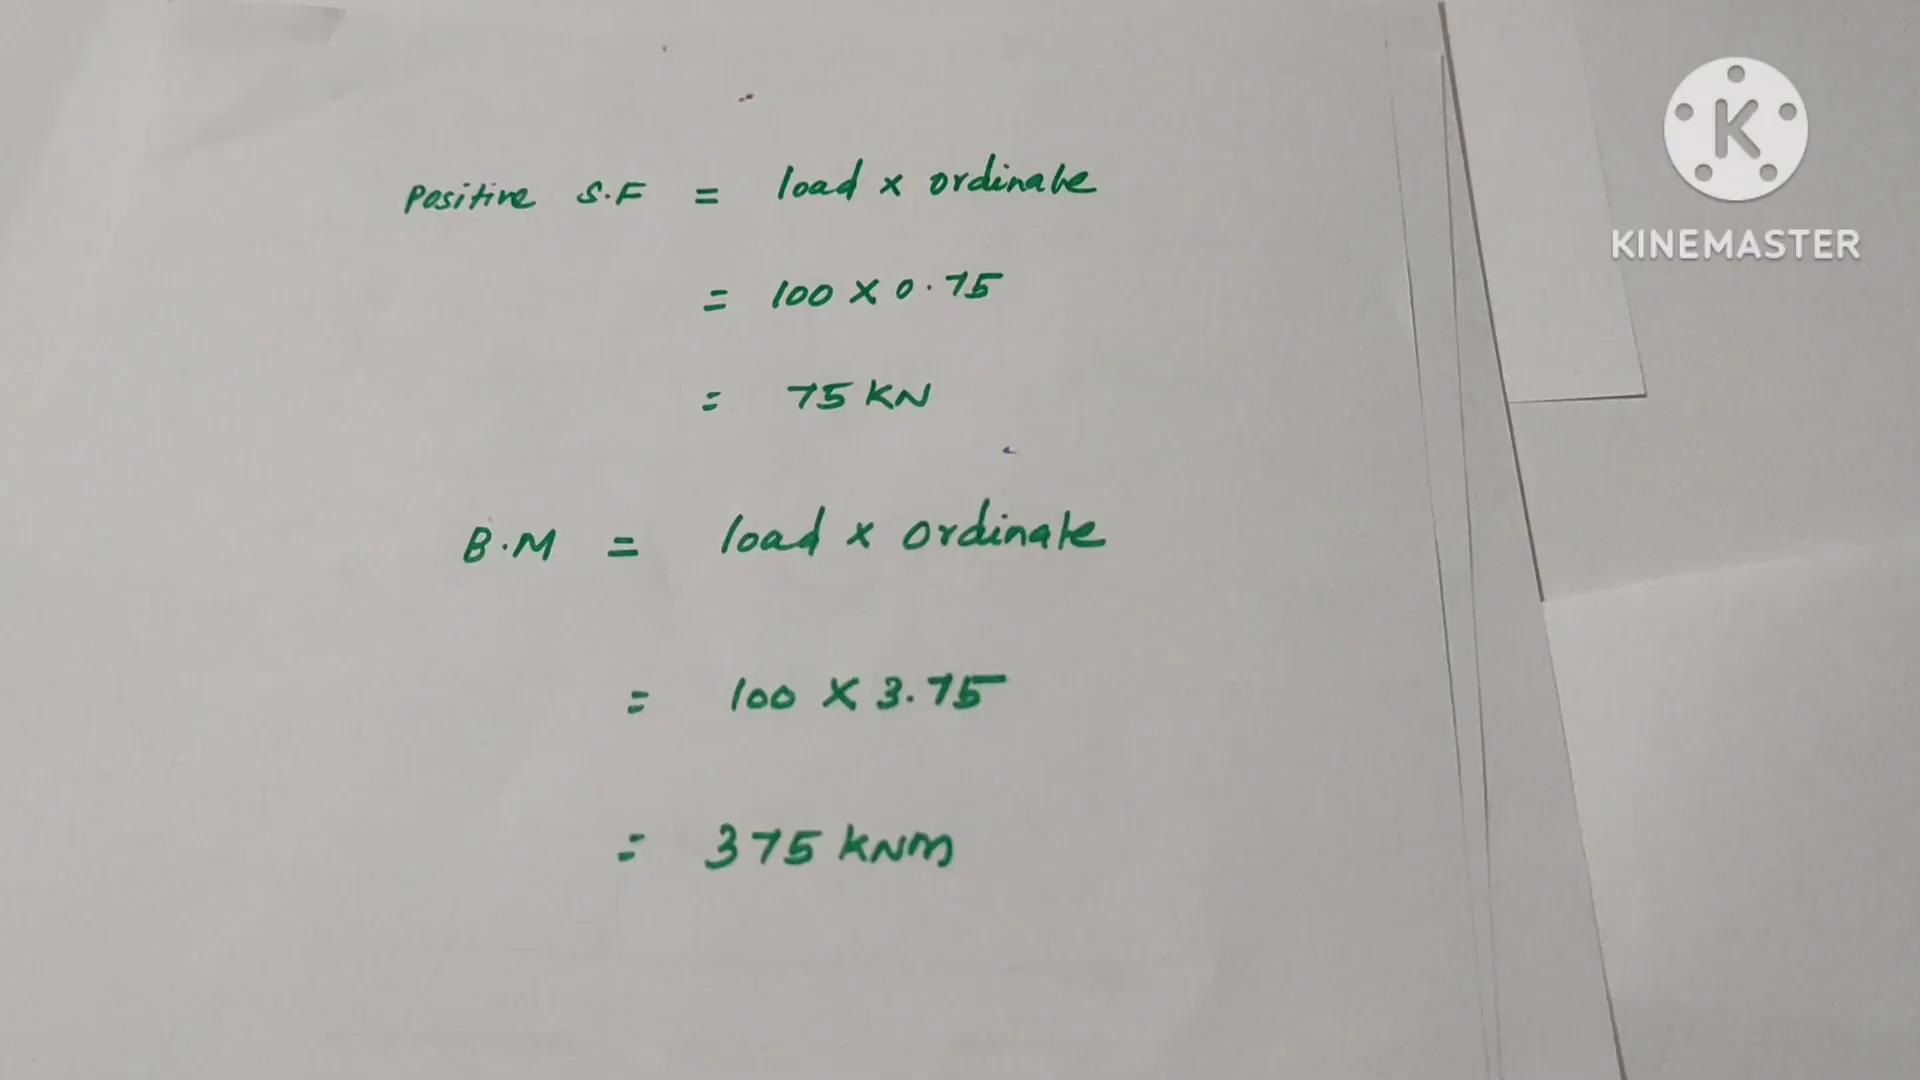 Positive S.F = load x ordinate
= 100 x 0.75
= 75 KN
B.M = load x ordinate
= 100 x 3.75
= 375 KNM
K
KINEMASTER